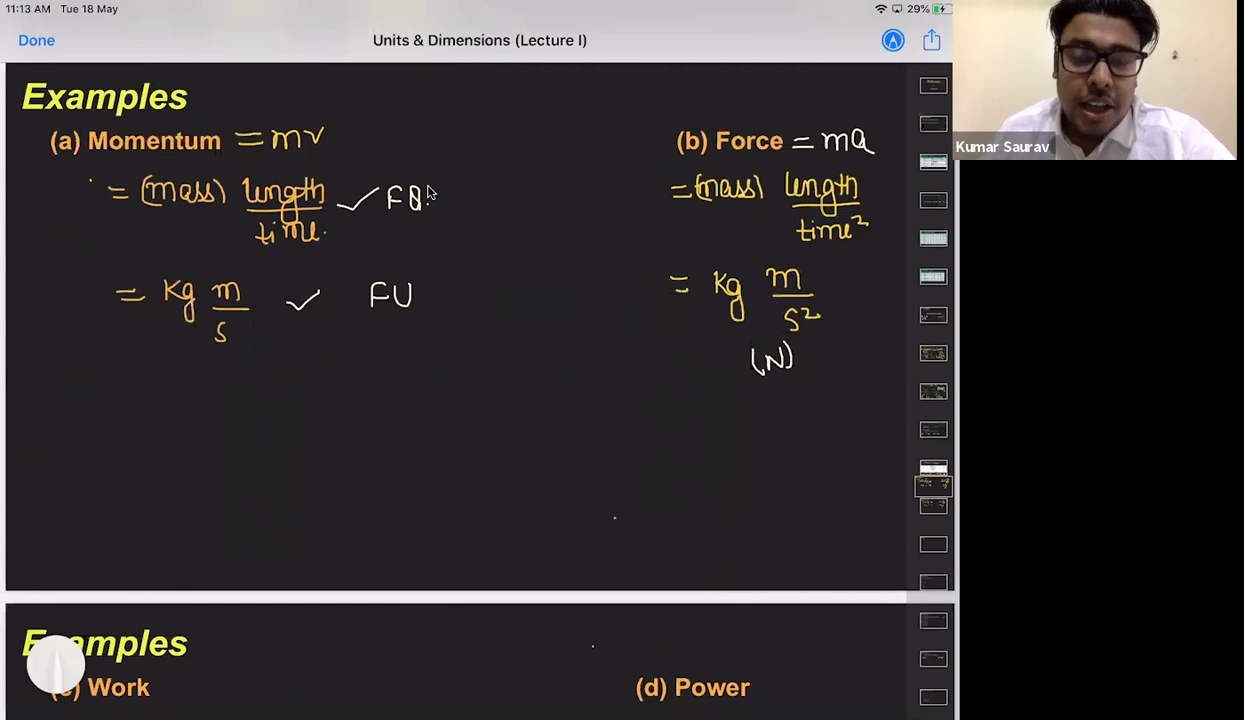 11:13 AM Tue 18 May
29%
Done
Units & Dimensions (Lecture I)
Kumar Saurav
Examples
(a) Momentum = mv
= (mass) length / time
= Kg m / s
FU
(b) Force = ma
= (mass) length / time²
= Kg m / s²
(N)
Examples
Work
(d) Power